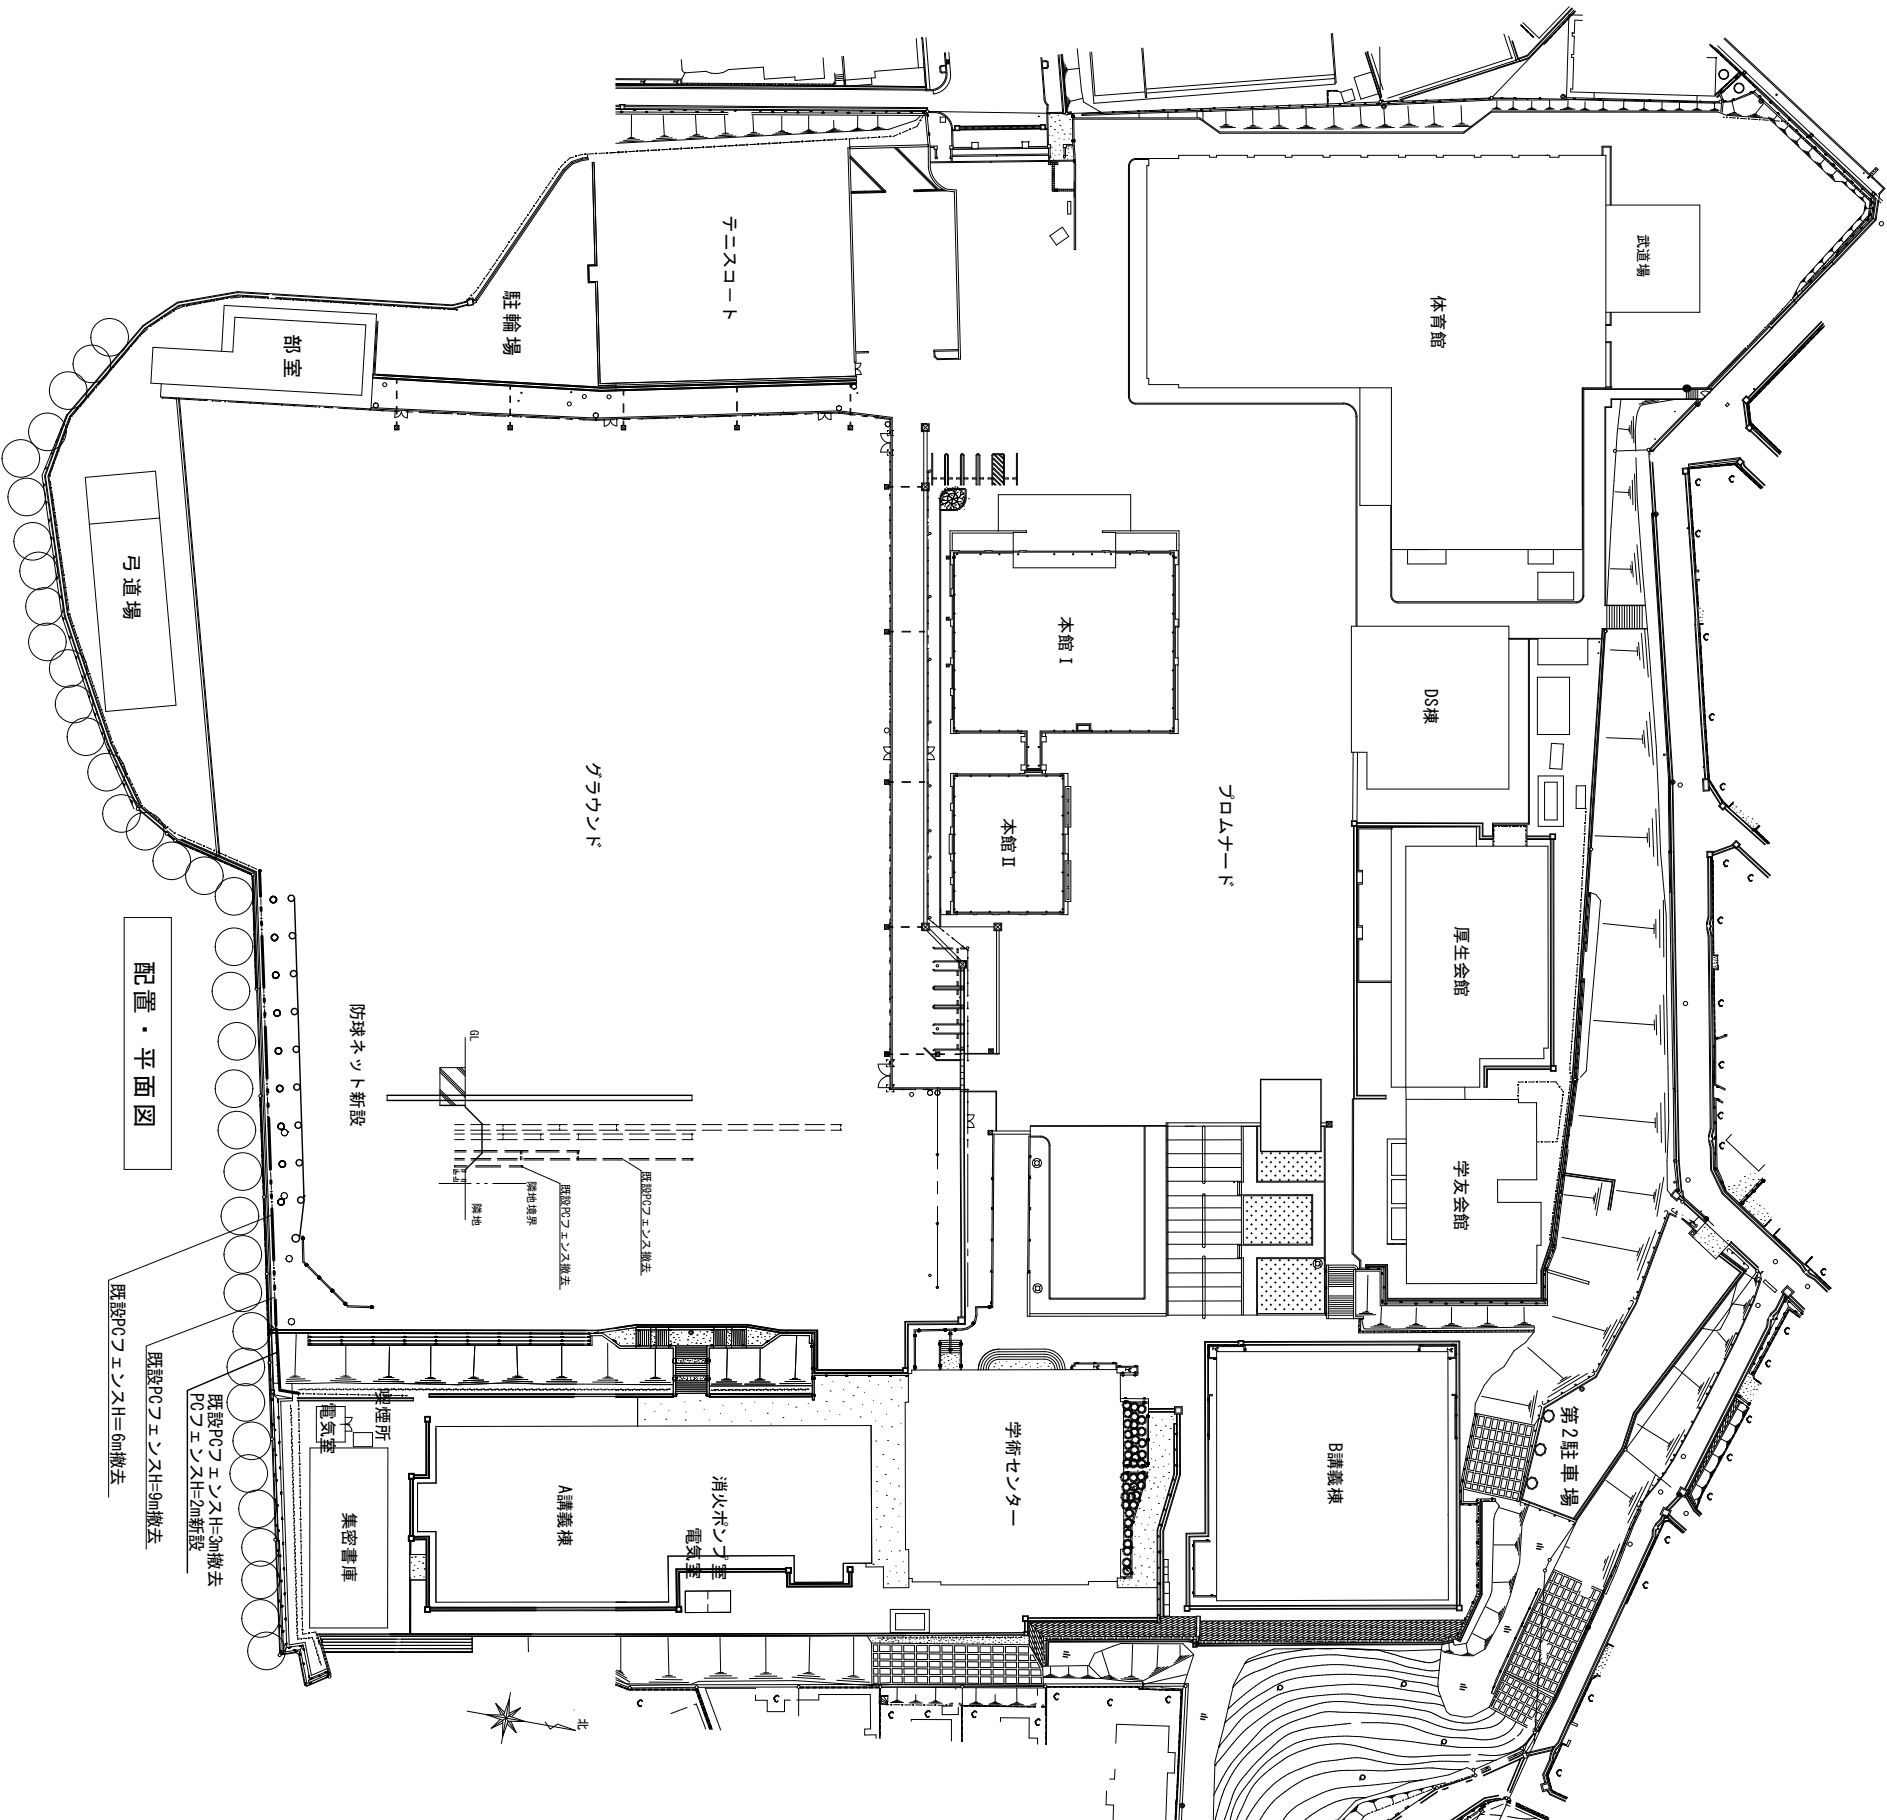 武道場
体育館
テニスコート
駐輪場
部室
弓道場
本館Ⅰ
DS棟
グラウンド
プロムナード
本館Ⅱ
厚生会館
学友会館
配置・平面図
防球ネット新設
GL
既設PCフェンス撤去
既設PCフェンス撤去
隣地境界
隣地
既設PCフェンスH=6m撤去
既設PCフェンスH=9m撤去
既設PCフェンスH=3m撤去
PCフェンスH=2m新設
喫煙所
電気室
集密書庫
A講義棟
消火ポンプ室
電気室
学術センター
B講義棟
第2駐車場
北